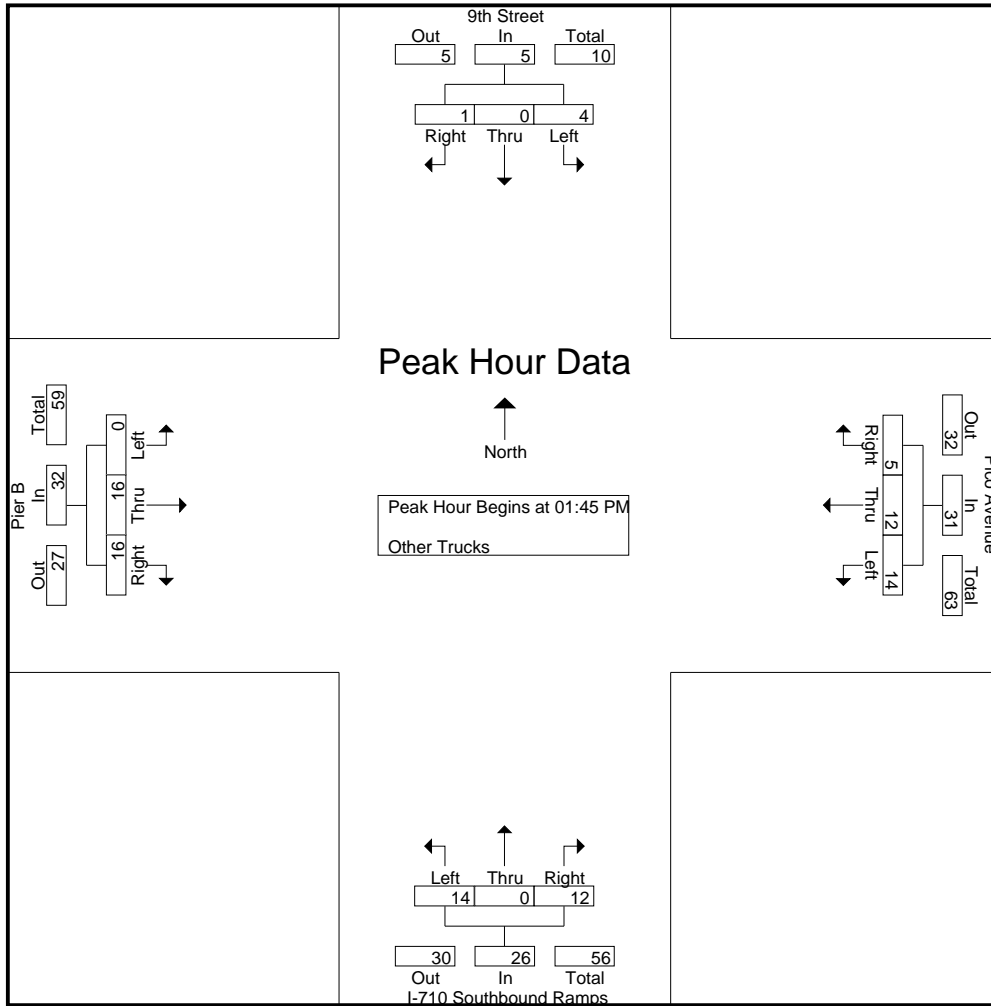 9th Street
Out In Total
5 5 10
1 0 4
Right Thru Left
Peak Hour Data
North
Peak Hour Begins at 01:45 PM
Other Trucks
Pier B
Total In Out
59 32 27
0 16 16
Left Thru Right
Right Thru Left
5 12 14
Out In Total
32 31 63
Avenue
Left Thru Right
14 0 12
30 26 56
Out In Total
I-710 Southbound Ramps